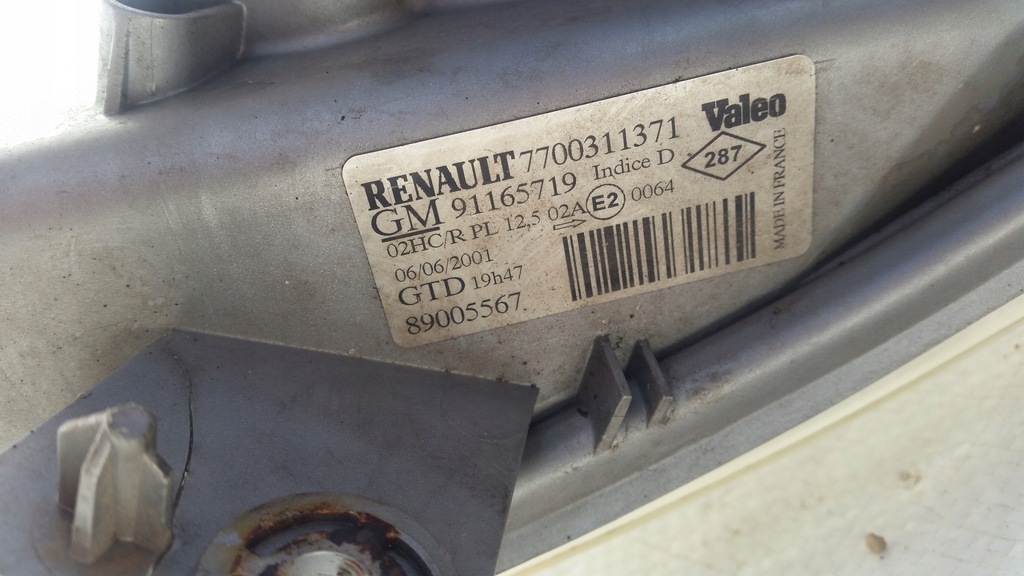 Valeo
RENAULT 7700311371
GM 91165719 Indice D
287
02HC/R PL 12,5 02A E2 0064
06/06/2001
GTD 19h47
89005567
MADE IN FRANCE